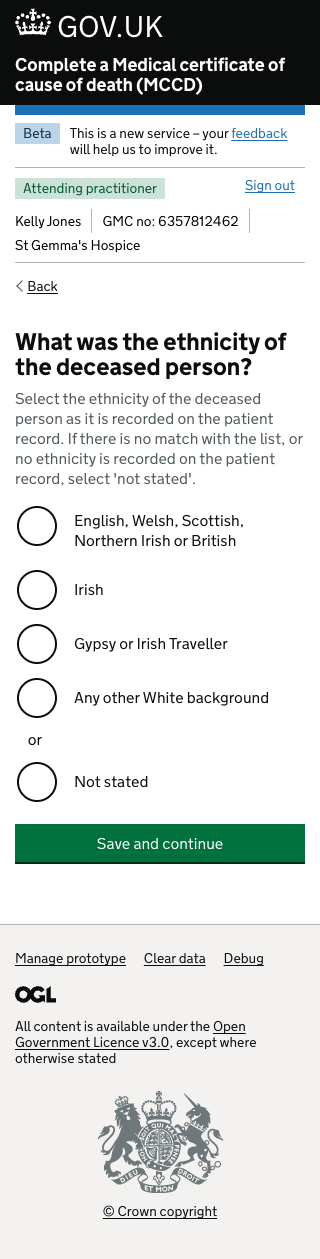 GOV.UK
Complete a Medical certificate of
cause of death (MCCD)
Beta
This is a new service – your feedback
will help us to improve it.
Attending practitioner
Sign out
Kelly Jones
GMC no: 6357812462
St Gemma's Hospice
Back
What was the ethnicity of
the deceased person?
Select the ethnicity of the deceased
person as it is recorded on the patient
record. If there is no match with the list, or
no ethnicity is recorded on the patient
record, select 'not stated'.
English, Welsh, Scottish,
Northern Irish or British
Irish
Gypsy or Irish Traveller
Any other White background
or
Not stated
Save and continue
Manage prototype Clear data Debug
OGL
All content is available under the Open
Government Licence v3.0, except where
otherwise stated
DIEU ET MON DROIT
© Crown copyright